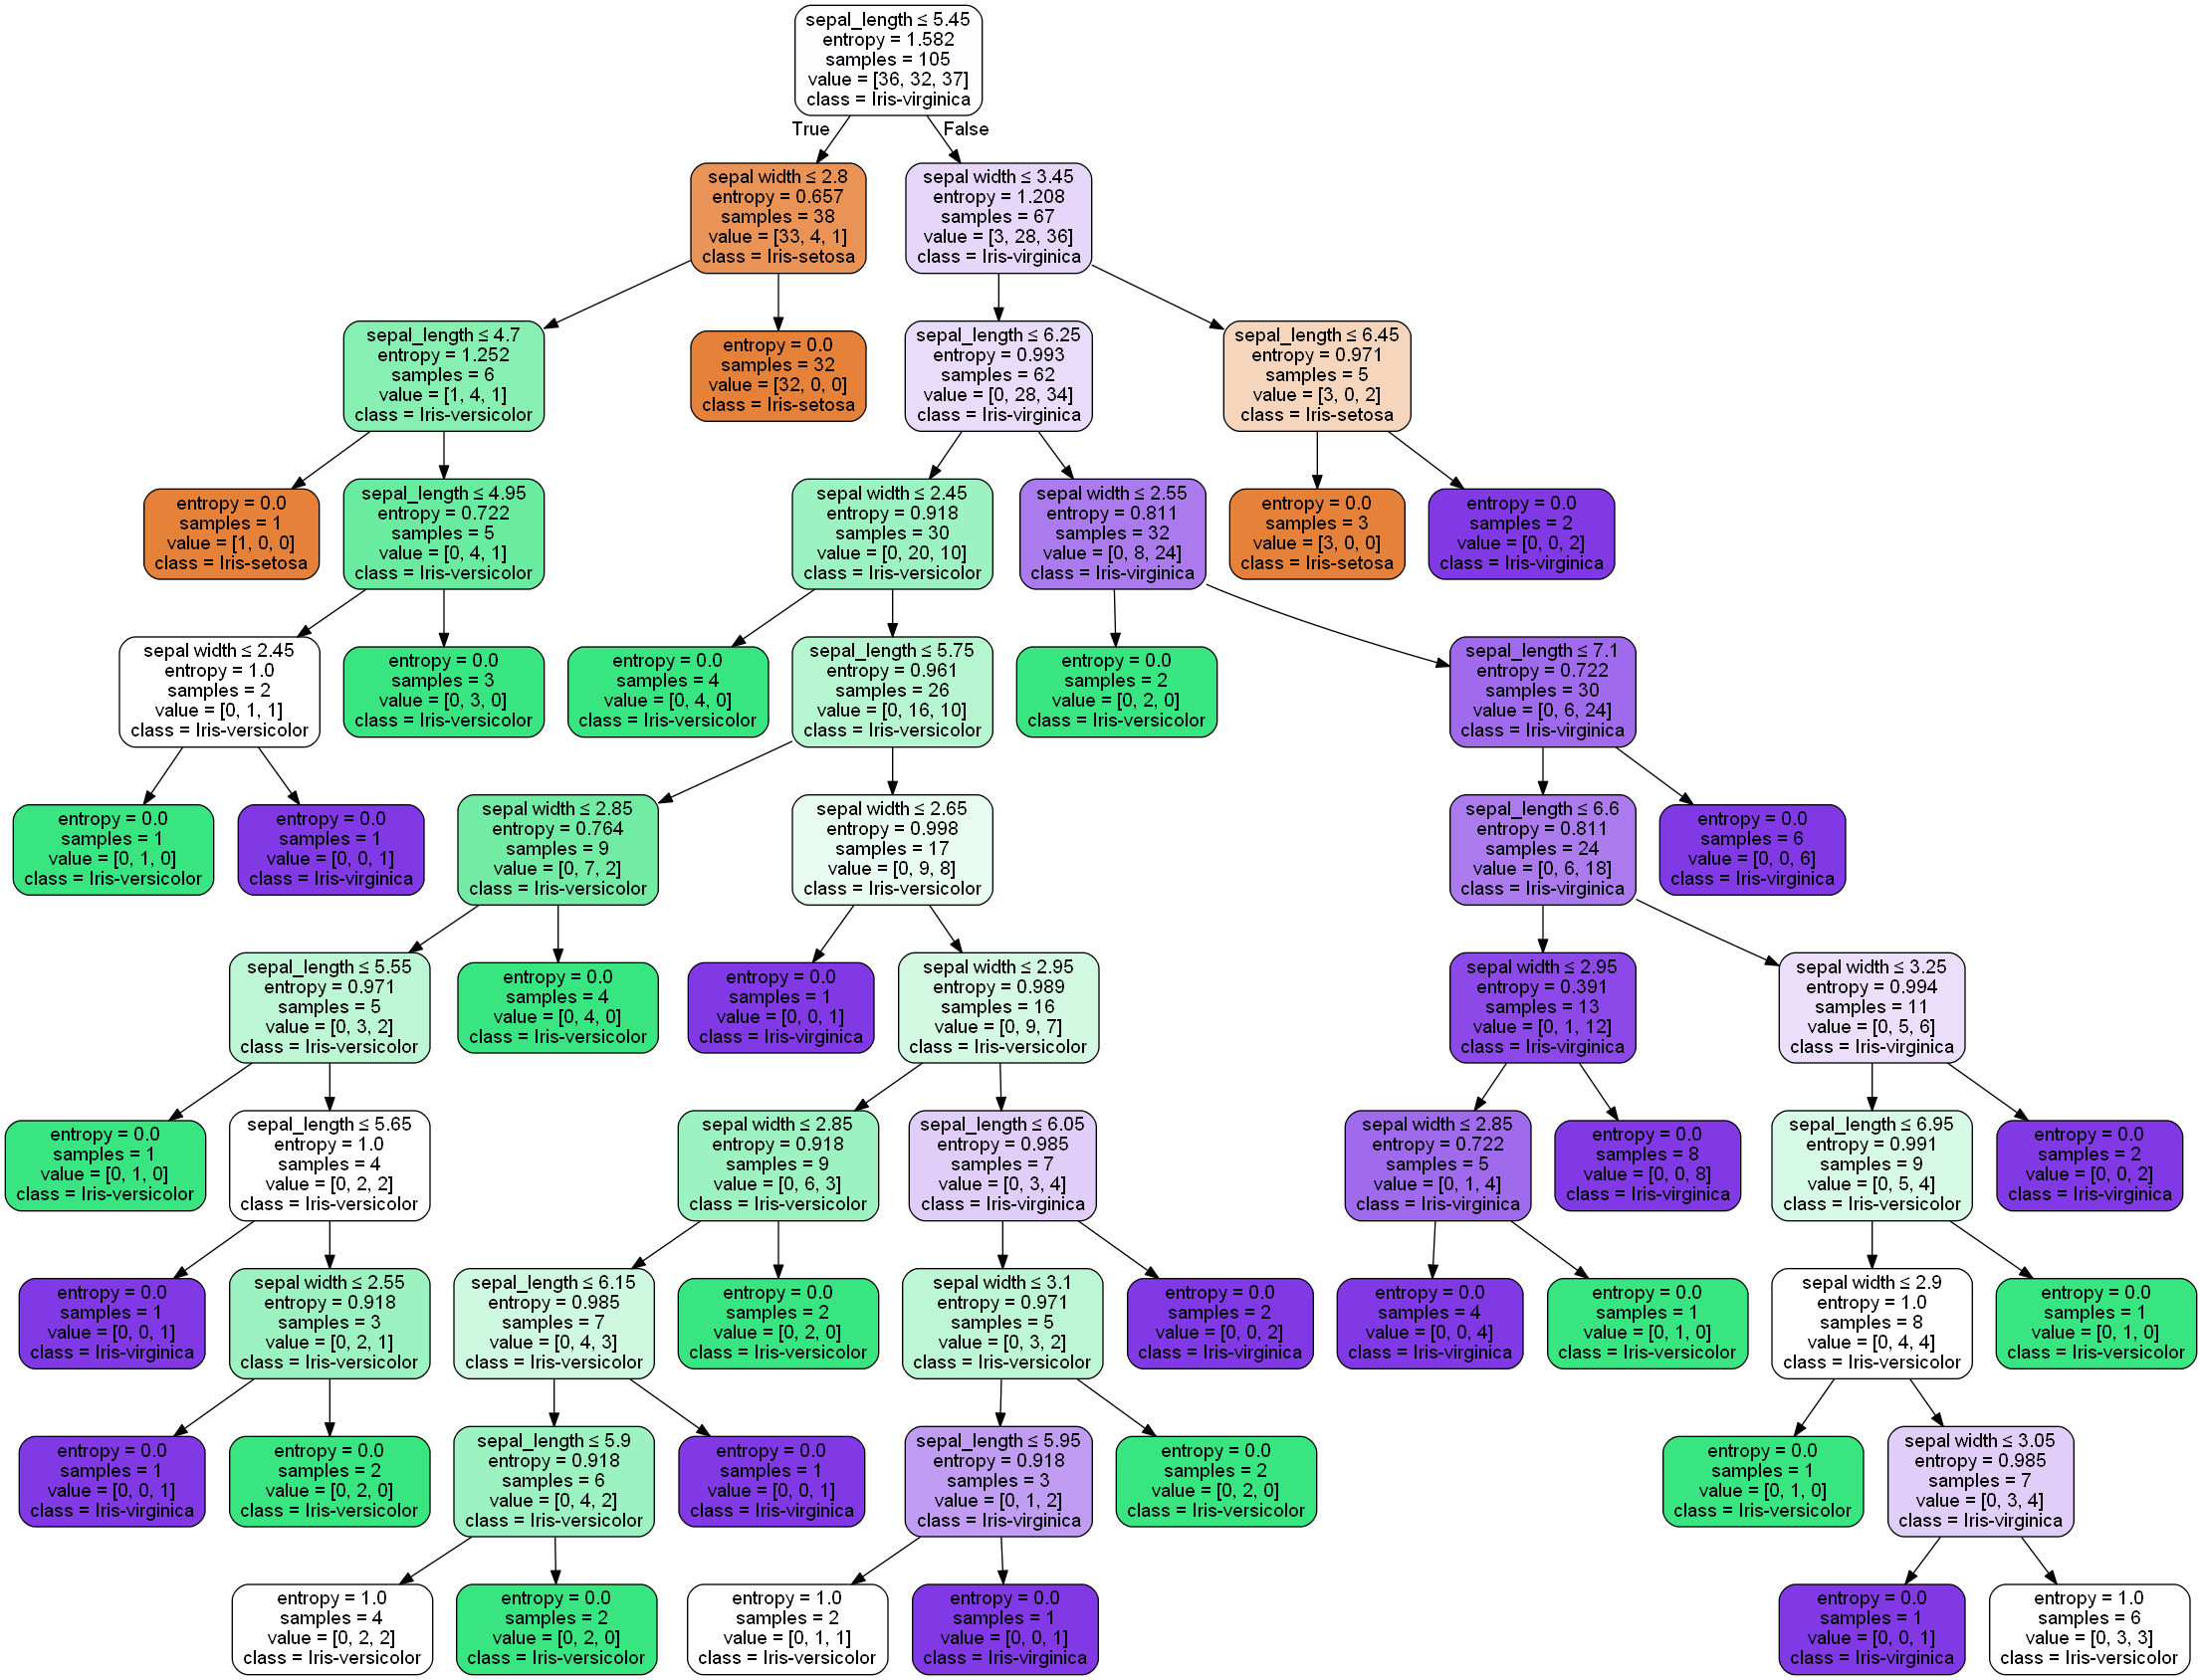 sepal_length ≤ 5.45
entropy = 1.582
samples = 105
value = [36, 32, 37]
class = Iris-virginica
True
False
sepal width ≤ 2.8
entropy = 0.657
samples = 38
value = [33, 4, 1]
class = Iris-setosa
sepal width ≤ 3.45
entropy = 1.208
samples = 67
value = [3, 28, 36]
class = Iris-virginica
sepal_length ≤ 4.7
entropy = 1.252
samples = 6
value = [1, 4, 1]
class = Iris-versicolor
entropy = 0.0
samples = 32
value = [32, 0, 0]
class = Iris-setosa
sepal_length ≤ 6.25
entropy = 0.993
samples = 62
value = [0, 28, 34]
class = Iris-virginica
sepal_length ≤ 6.45
entropy = 0.971
samples = 5
value = [3, 0, 2]
class = Iris-setosa
entropy = 0.0
samples = 1
value = [1, 0, 0]
class = Iris-setosa
sepal_length ≤ 4.95
entropy = 0.722
samples = 5
value = [0, 4, 1]
class = Iris-versicolor
sepal width ≤ 2.45
entropy = 0.918
samples = 30
value = [0, 20, 10]
class = Iris-versicolor
sepal width ≤ 2.55
entropy = 0.811
samples = 32
value = [0, 8, 24]
class = Iris-virginica
entropy = 0.0
samples = 3
value = [3, 0, 0]
class = Iris-setosa
entropy = 0.0
samples = 2
value = [0, 0, 2]
class = Iris-virginica
sepal width ≤ 2.45
entropy = 1.0
samples = 2
value = [0, 1, 1]
class = Iris-versicolor
entropy = 0.0
samples = 3
value = [0, 3, 0]
class = Iris-versicolor
entropy = 0.0
samples = 4
value = [0, 4, 0]
class = Iris-versicolor
sepal_length ≤ 5.75
entropy = 0.961
samples = 26
value = [0, 16, 10]
class = Iris-versicolor
entropy = 0.0
samples = 2
value = [0, 2, 0]
class = Iris-versicolor
sepal_length ≤ 7.1
entropy = 0.722
samples = 30
value = [0, 6, 24]
class = Iris-virginica
entropy = 0.0
samples = 1
value = [0, 1, 0]
class = Iris-versicolor
entropy = 0.0
samples = 1
value = [0, 0, 1]
class = Iris-virginica
sepal width ≤ 2.85
entropy = 0.764
samples = 9
value = [0, 7, 2]
class = Iris-versicolor
sepal width ≤ 2.65
entropy = 0.998
samples = 17
value = [0, 9, 8]
class = Iris-versicolor
sepal_length ≤ 6.6
entropy = 0.811
samples = 24
value = [0, 6, 18]
class = Iris-virginica
entropy = 0.0
samples = 6
value = [0, 0, 6]
class = Iris-virginica
sepal_length ≤ 5.55
entropy = 0.971
samples = 5
value = [0, 3, 2]
class = Iris-versicolor
entropy = 0.0
samples = 4
value = [0, 4, 0]
class = Iris-versicolor
entropy = 0.0
samples = 1
value = [0, 0, 1]
class = Iris-virginica
sepal width ≤ 2.95
entropy = 0.989
samples = 16
value = [0, 9, 7]
class = Iris-versicolor
sepal width ≤ 2.95
entropy = 0.391
samples = 13
value = [0, 1, 12]
class = Iris-virginica
sepal width ≤ 3.25
entropy = 0.994
samples = 11
value = [0, 5, 6]
class = Iris-virginica
entropy = 0.0
samples = 1
value = [0, 1, 0]
class = Iris-versicolor
sepal_length ≤ 5.65
entropy = 1.0
samples = 4
value = [0, 2, 2]
class = Iris-versicolor
sepal width ≤ 2.85
entropy = 0.918
samples = 9
value = [0, 6, 3]
class = Iris-versicolor
sepal_length ≤ 6.05
entropy = 0.985
samples = 7
value = [0, 3, 4]
class = Iris-virginica
sepal width ≤ 2.85
entropy = 0.722
samples = 5
value = [0, 1, 4]
class = Iris-virginica
entropy = 0.0
samples = 8
value = [0, 0, 8]
class = Iris-virginica
sepal_length ≤ 6.95
entropy = 0.991
samples = 9
value = [0, 5, 4]
class = Iris-versicolor
entropy = 0.0
samples = 2
value = [0, 0, 2]
class = Iris-virginica
entropy = 0.0
samples = 1
value = [0, 0, 1]
class = Iris-virginica
sepal width ≤ 2.55
entropy = 0.918
samples = 3
value = [0, 2, 1]
class = Iris-versicolor
sepal_length ≤ 6.15
entropy = 0.985
samples = 7
value = [0, 4, 3]
class = Iris-versicolor
entropy = 0.0
samples = 2
value = [0, 2, 0]
class = Iris-versicolor
sepal width ≤ 3.1
entropy = 0.971
samples = 5
value = [0, 3, 2]
class = Iris-versicolor
entropy = 0.0
samples = 2
value = [0, 0, 2]
class = Iris-virginica
entropy = 0.0
samples = 4
value = [0, 0, 4]
class = Iris-virginica
entropy = 0.0
samples = 1
value = [0, 1, 0]
class = Iris-versicolor
sepal width ≤ 2.9
entropy = 1.0
samples = 8
value = [0, 4, 4]
class = Iris-versicolor
entropy = 0.0
samples = 1
value = [0, 1, 0]
class = Iris-versicolor
entropy = 0.0
samples = 1
value = [0, 0, 1]
class = Iris-virginica
entropy = 0.0
samples = 2
value = [0, 2, 0]
class = Iris-versicolor
sepal_length ≤ 5.9
entropy = 0.918
samples = 6
value = [0, 4, 2]
class = Iris-versicolor
entropy = 0.0
samples = 1
value = [0, 0, 1]
class = Iris-virginica
sepal_length ≤ 5.95
entropy = 0.918
samples = 3
value = [0, 1, 2]
class = Iris-virginica
entropy = 0.0
samples = 2
value = [0, 2, 0]
class = Iris-versicolor
entropy = 0.0
samples = 1
value = [0, 1, 0]
class = Iris-versicolor
sepal width ≤ 3.05
entropy = 0.985
samples = 7
value = [0, 3, 4]
class = Iris-virginica
entropy = 1.0
samples = 4
value = [0, 2, 2]
class = Iris-versicolor
entropy = 0.0
samples = 2
value = [0, 2, 0]
class = Iris-versicolor
entropy = 1.0
samples = 2
value = [0, 1, 1]
class = Iris-versicolor
entropy = 0.0
samples = 1
value = [0, 0, 1]
class = Iris-virginica
entropy = 0.0
samples = 1
value = [0, 0, 1]
class = Iris-virginica
entropy = 1.0
samples = 6
value = [0, 3, 3]
class = Iris-versicolor